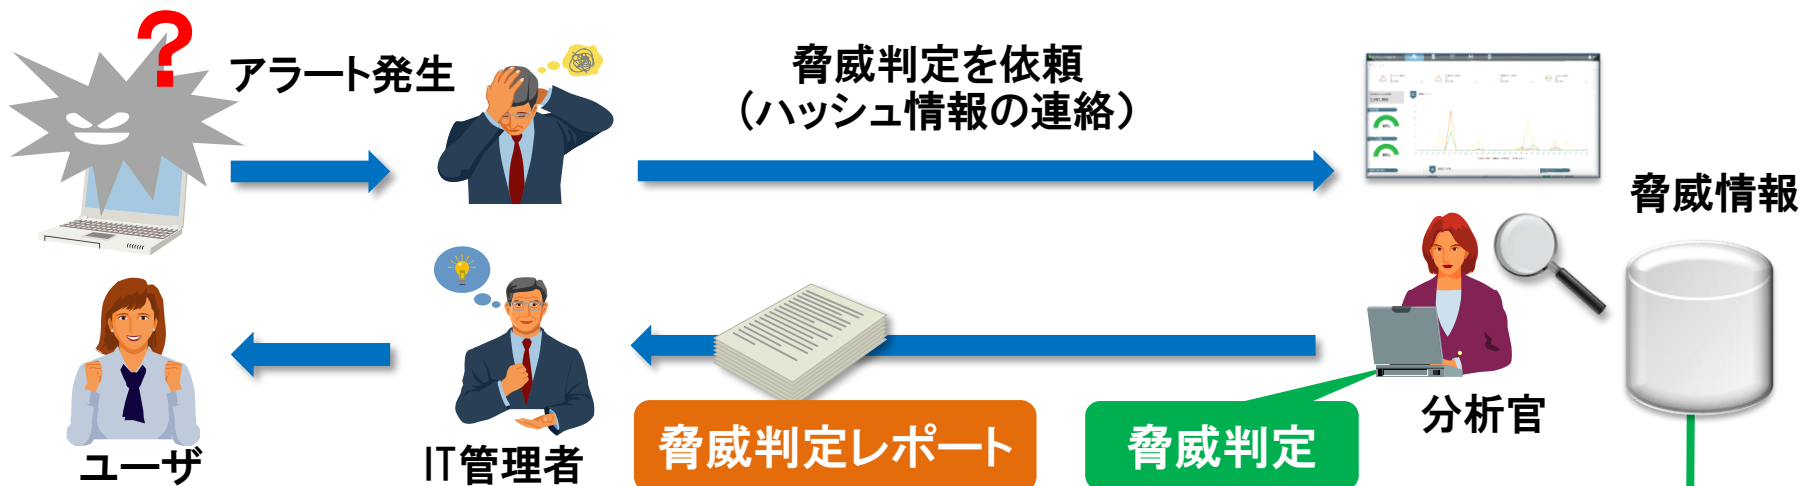 ?
アラート発生
脅威判定を依頼
(ハッシュ情報の連絡)
脅威情報
分析官
脅威判定レポート
脅威判定
ユーザ
IT管理者